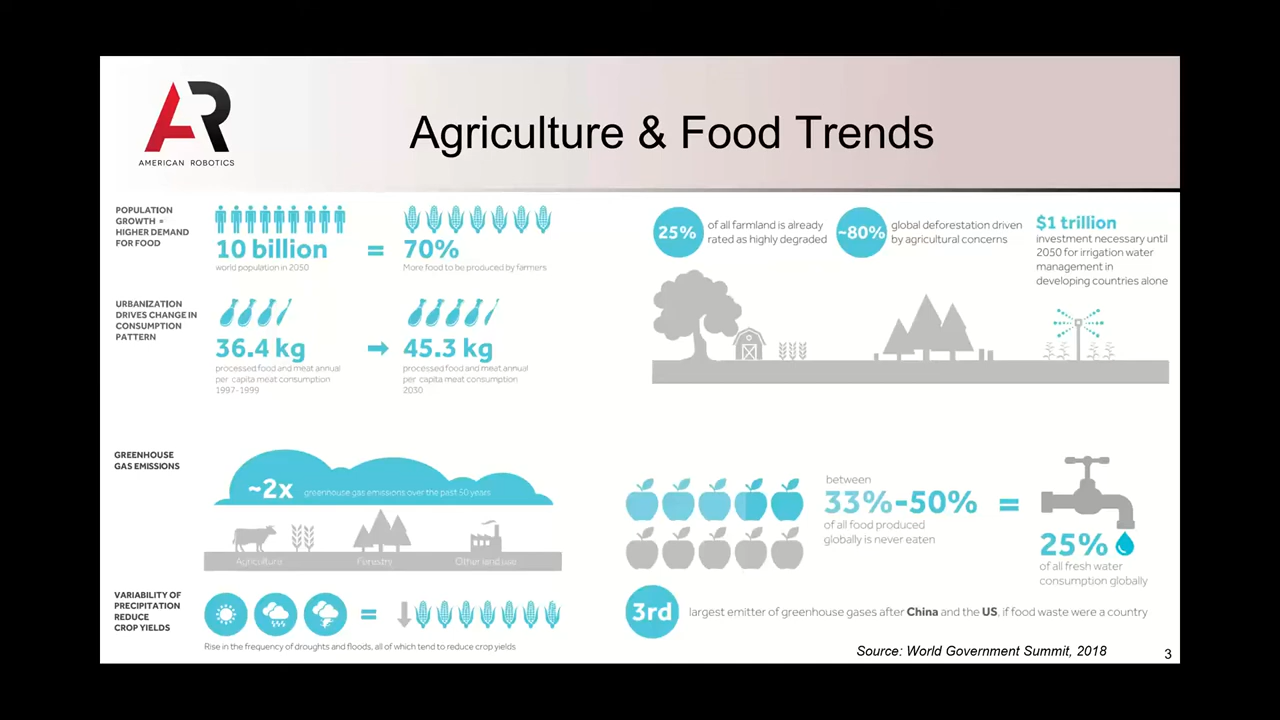 AR
AMERICAN ROBOTICS
Agriculture & Food Trends
POPULATION
GROWTH =
HIGHER DEMAND
FOR FOOD
10 billion
world population in 2050
=
70%
More food to be produced by farmers
URBANIZATION
DRIVES CHANGE IN
CONSUMPTION
PATTERN
36.4 kg
processed food and meat annual
per capita meat consumption
1997-1999
45.3 kg
processed food and meat annual
per capita meat consumption
2030
GREENHOUSE
GAS EMISSIONS
~2x greenhouse gas emissions over the past 50 years
Agriculture
Forestry
Other land use
VARIABILITY OF
PRECIPITATION
REDUCE
CROP YIELDS
=
Rise in the frequency of droughts and floods, all of which tend to reduce crop yields
25%
of all farmland is already
rated as highly degraded
~80%
global deforestation driven
by agricultural concerns
$1 trillion
investment necessary until
2050 for irrigation water
management in
developing countries alone
between
33%-50%
of all food produced
globally is never eaten
=
25%
of all fresh water
consumption globally
3rd
largest emitter of greenhouse gases after China and the US, if food waste were a country
Source: World Government Summit, 2018
3